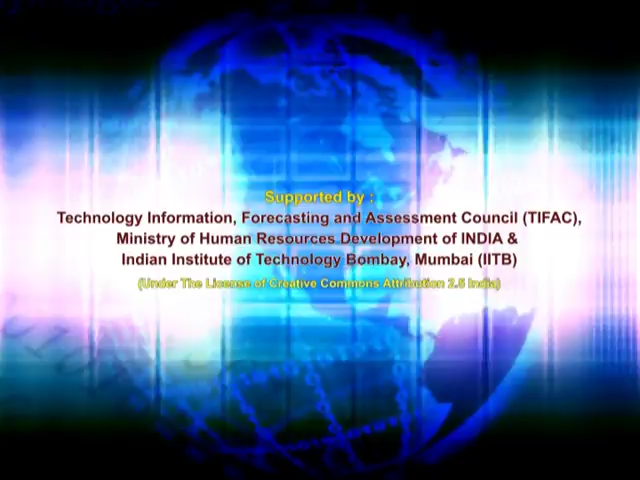 Supported by :
Technology Information, Forecasting and Assessment Council (TIFAC),
Ministry of Human Resources Development of INDIA &
Indian Institute of Technology Bombay, Mumbai (IITB)
(Under The License of Creative Commons Attribution 2.5 India)